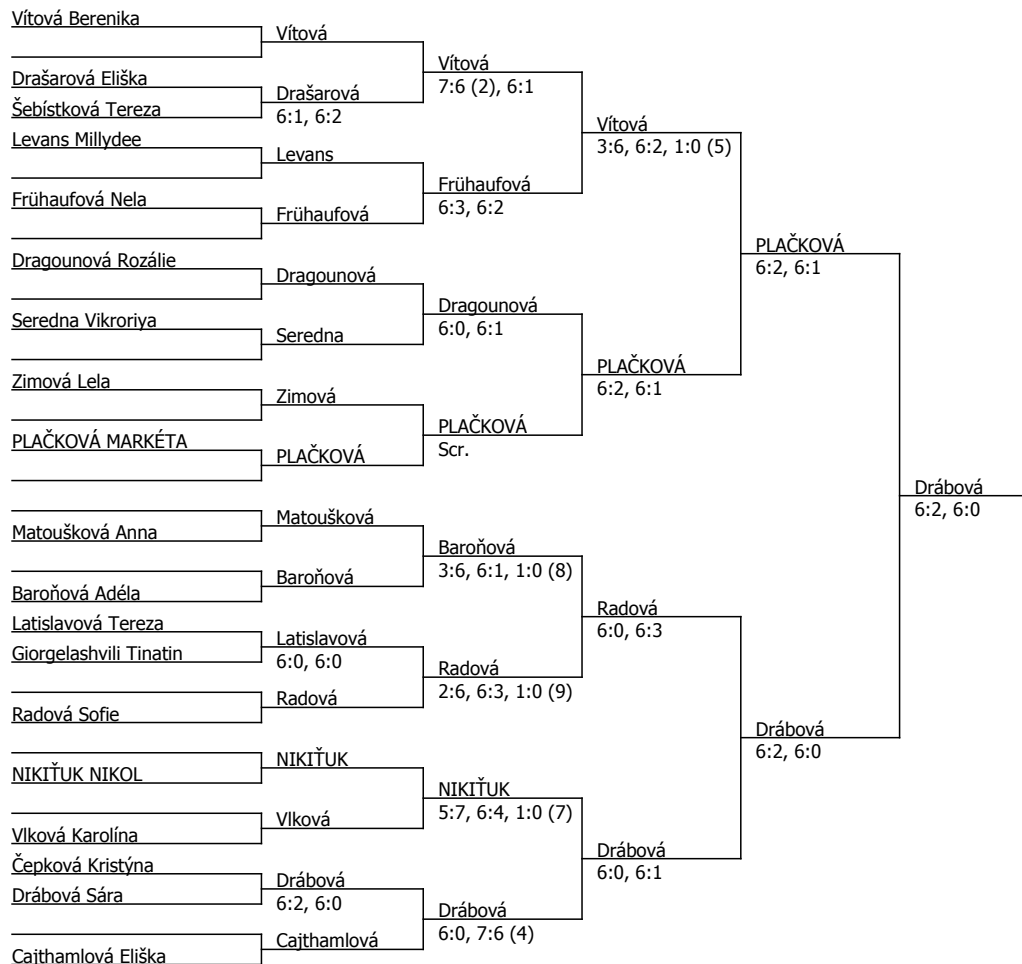 Vítová Berenika
Vítová
Vítová
7:6 (2), 6:1
Drašarová Eliška
Drašarová
Šebístková Tereza
6:1, 6:2
Vítová
3:6, 6:2, 1:0 (5)
Levans Millydee
Levans
Frühaufová
6:3, 6:2
Frühaufová Nela
Frühaufová
PLAČKOVÁ
6:2, 6:1
Dragounová Rozálie
Dragounová
Dragounová
6:0, 6:1
Seredna Vikroriya
Seredna
PLAČKOVÁ
6:2, 6:1
Zimová Lela
Zimová
PLAČKOVÁ
Scr.
PLAČKOVÁ MARKÉTA
PLAČKOVÁ
Drábová
6:2, 6:0
Matoušková
Matoušková Anna
Baroňová
3:6, 6:1, 1:0 (8)
Baroňová
Baroňová Adéla
Radová
6:0, 6:3
Latislavová Tereza
Latislavová
Giorgelashvili Tinatin
6:0, 6:0
Radová
2:6, 6:3, 1:0 (9)
Radová
Radová Sofie
Drábová
6:2, 6:0
NIKIŤUK
NIKIŤUK NIKOL
NIKIŤUK
5:7, 6:4, 1:0 (7)
Vlková
Vlková Karolína
Drábová
6:0, 6:1
Čepková Kristýna
Drábová
Drábová Sára
6:2, 6:0
Drábová
6:0, 7:6 (4)
Cajthamlová
Cajthamlová Eliška